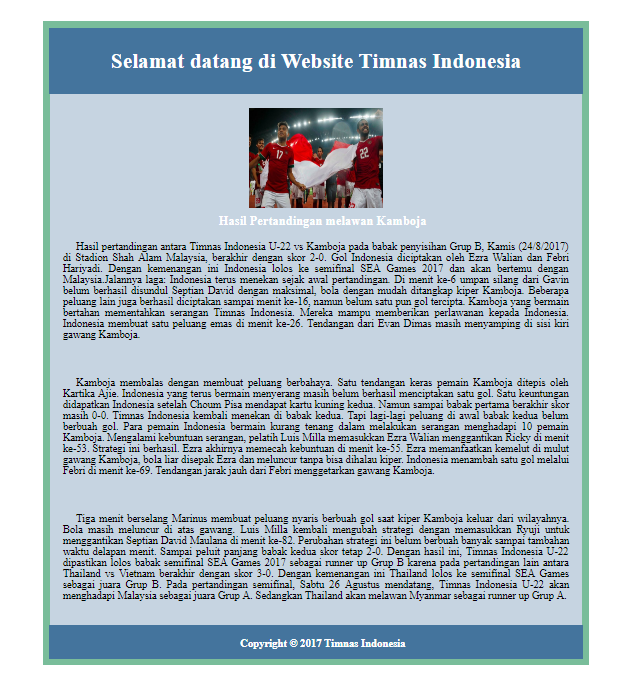 Selamat datang di Website Timnas Indonesia
17
22
Hasil Pertandingan melawan Kamboja
Hasil pertandingan antara Timnas Indonesia U-22 vs Kamboja pada babak penyisihan Grup B, Kamis (24/8/2017)
di Stadion Shah Alam Malaysia, berakhir dengan skor 2-0. Gol Indonesia diciptakan oleh Ezra Walian dan Febri
Hariyadi. Dengan kemenangan ini Indonesia lolos ke semifinal SEA Games 2017 dan akan bertemu dengan
Malaysia.Jalannya laga: Indonesia terus menekan sejak awal pertandingan. Di menit ke-6 umpan silang dari Gavin
belum berhasil disundul Septian David dengan maksimal, bola dengan mudah ditangkap kiper Kamboja. Beberapa
peluang lain juga berhasil diciptakan sampai menit ke-16, namun belum satu pun gol tercipta. Kamboja yang bermain
bertahan mementahkan serangan Timnas Indonesia. Mereka mampu memberikan perlawanan kepada Indonesia.
Indonesia membuat satu peluang emas di menit ke-26. Tendangan dari Evan Dimas masih menyamping di sisi kiri
gawang Kamboja.
Kamboja membalas dengan membuat peluang berbahaya. Satu tendangan keras pemain Kamboja ditepis oleh
Kartika Ajie. Indonesia yang terus bermain menyerang masih belum berhasil menciptakan satu gol. Satu keuntungan
didapatkan Indonesia setelah Choum Pisa mendapat kartu kuning kedua. Namun sampai babak pertama berakhir skor
masih 0-0. Timnas Indonesia kembali menekan di babak kedua. Tapi lagi-lagi peluang di awal babak kedua belum
berbuah gol. Para pemain Indonesia bermain kurang tenang dalam melakukan serangan menghadapi 10 pemain
Kamboja. Mengalami kebuntuan serangan, pelatih Luis Milla memasukkan Ezra Walian menggantikan Ricky di menit
ke-53. Strategi ini berhasil. Ezra akhirnya memecah kebuntuan di menit ke-55. Ezra memanfaatkan kemelut di mulut
gawang Kamboja, bola liar disepak Ezra dan meluncur tanpa bisa dihalau kiper. Indonesia menambah satu gol melalui
Febri di menit ke-69. Tendangan jarak jauh dari Febri menggetarkan gawang Kamboja.
Tiga menit berselang Marinus membuat peluang nyaris berbuah gol saat kiper Kamboja keluar dari wilayahnya.
Bola masih meluncur di atas gawang. Luis Milla kembali mengubah strategi dengan memasukkan Ryuji untuk
menggantikan Septian David Maulana di menit ke-82. Perubahan strategi ini belum berbuah banyak sampai tambahan
waktu delapan menit. Sampai peluit panjang babak kedua skor tetap 2-0. Dengan hasil ini, Timnas Indonesia U-22
dipastikan lolos babak semifinal SEA Games 2017 sebagai runner up Grup B karena pada pertandingan lain antara
Thailand vs Vietnam berakhir dengan skor 3-0. Dengan kemenangan ini Thailand lolos ke semifinal SEA Games
sebagai juara Grup B. Pada pertandingan semifinal, Sabtu 26 Agustus mendatang, Timnas Indonesia U-22 akan
menghadapi Malaysia sebagai juara Grup A. Sedangkan Thailand akan melawan Myanmar sebagai runner up Grup A.
Copyright © 2017 Timnas Indonesia